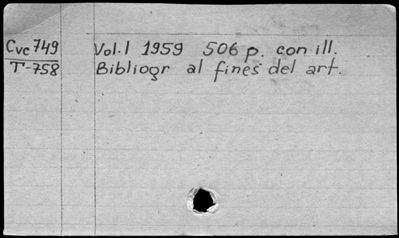 Cvc 749 Vol. I 1959 506 p. con ill.
T-758 Bibliogr al fines del art.